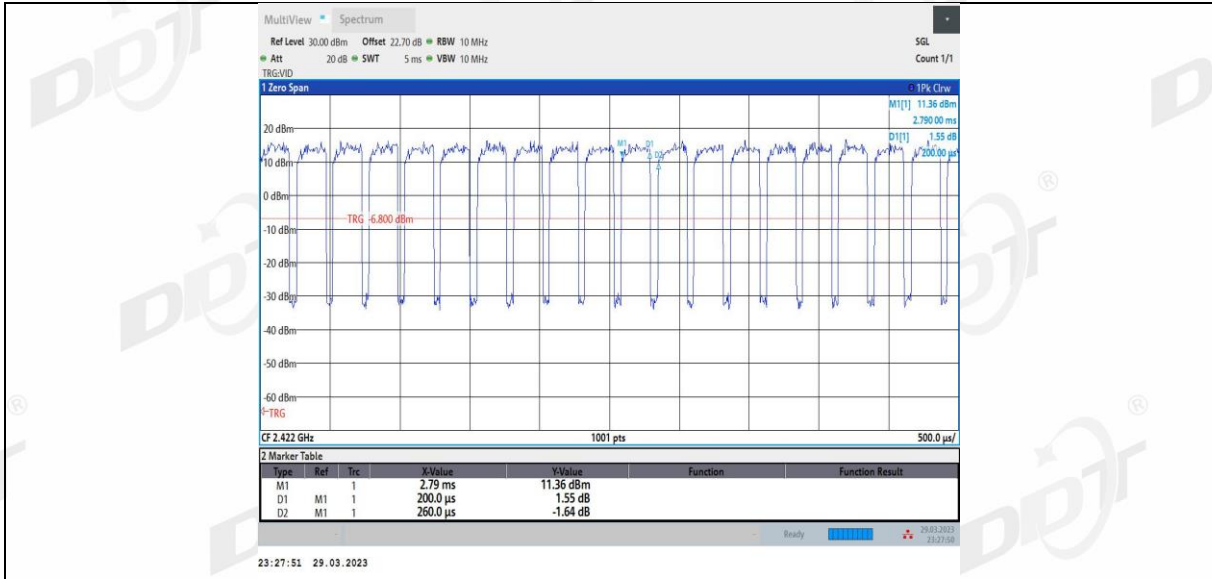 MultiView Spectrum
Ref Level 30.00 dBm Offset 22.70 dB RBW 10 MHz SGL
Att 20 dB SWT 5 ms VBW 10 MHz Count 1/1
TRG:VID
1 Zero Span 1Pk Clrw
M1[1] 11.36 dBm
2.790 00 ms
D1[1] 1.55 dB
200.00 µs
20 dBm
M1 D1
D2
10 dBm
0 dBm
TRG -6.800 dBm
-10 dBm
-20 dBm
-30 dBm
-40 dBm
-50 dBm
-60 dBm
TRG
CF 2.422 GHz 1001 pts 500.0 µs/
2 Marker Table
Type Ref Trc X-Value Y-Value Function Function Result
M1 1 2.79 ms 11.36 dBm
D1 M1 1 200.0 µs 1.55 dB
D2 M1 1 260.0 µs -1.64 dB
Ready 29.03.2023
23:27:50
23:27:51 29.03.2023
DDT
®